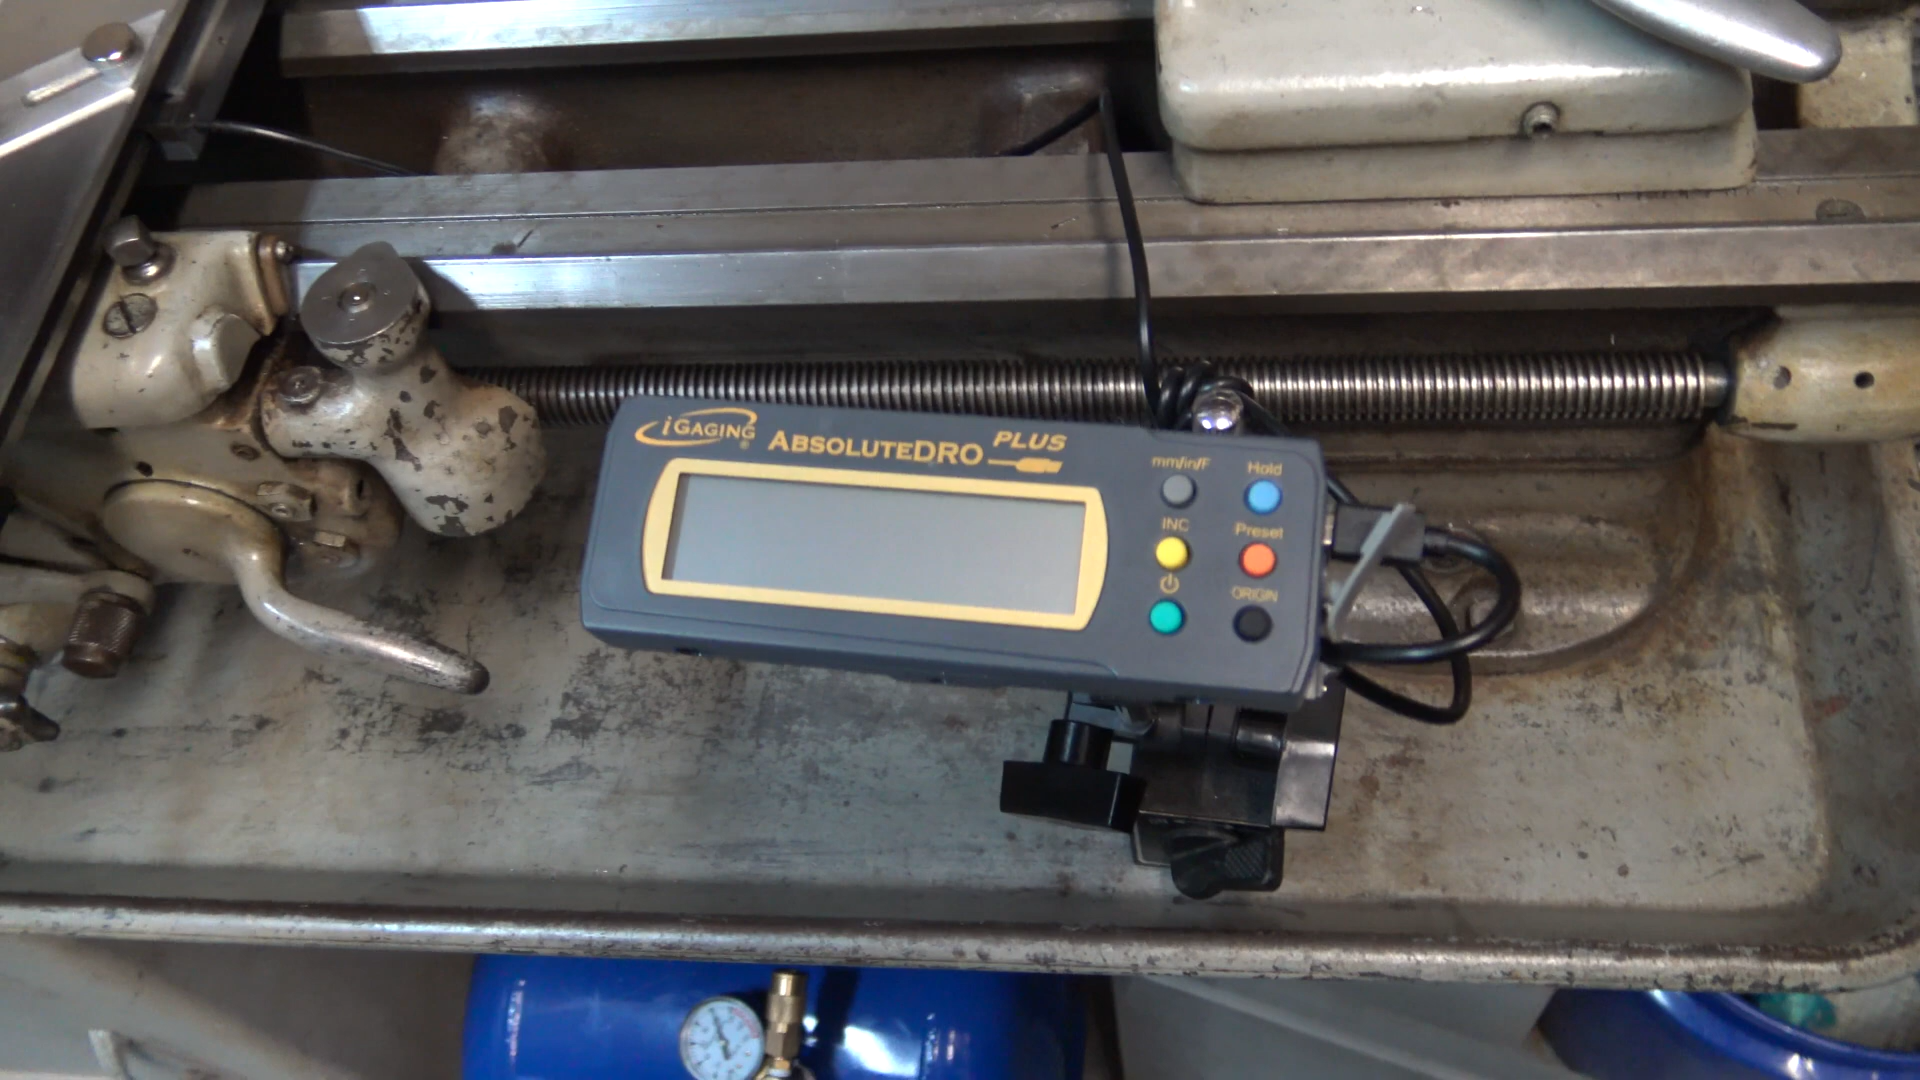 iGAGING®
ABSOLUTEDRO PLUS
mm/in/F Hold
INC Preset
ORIGIN